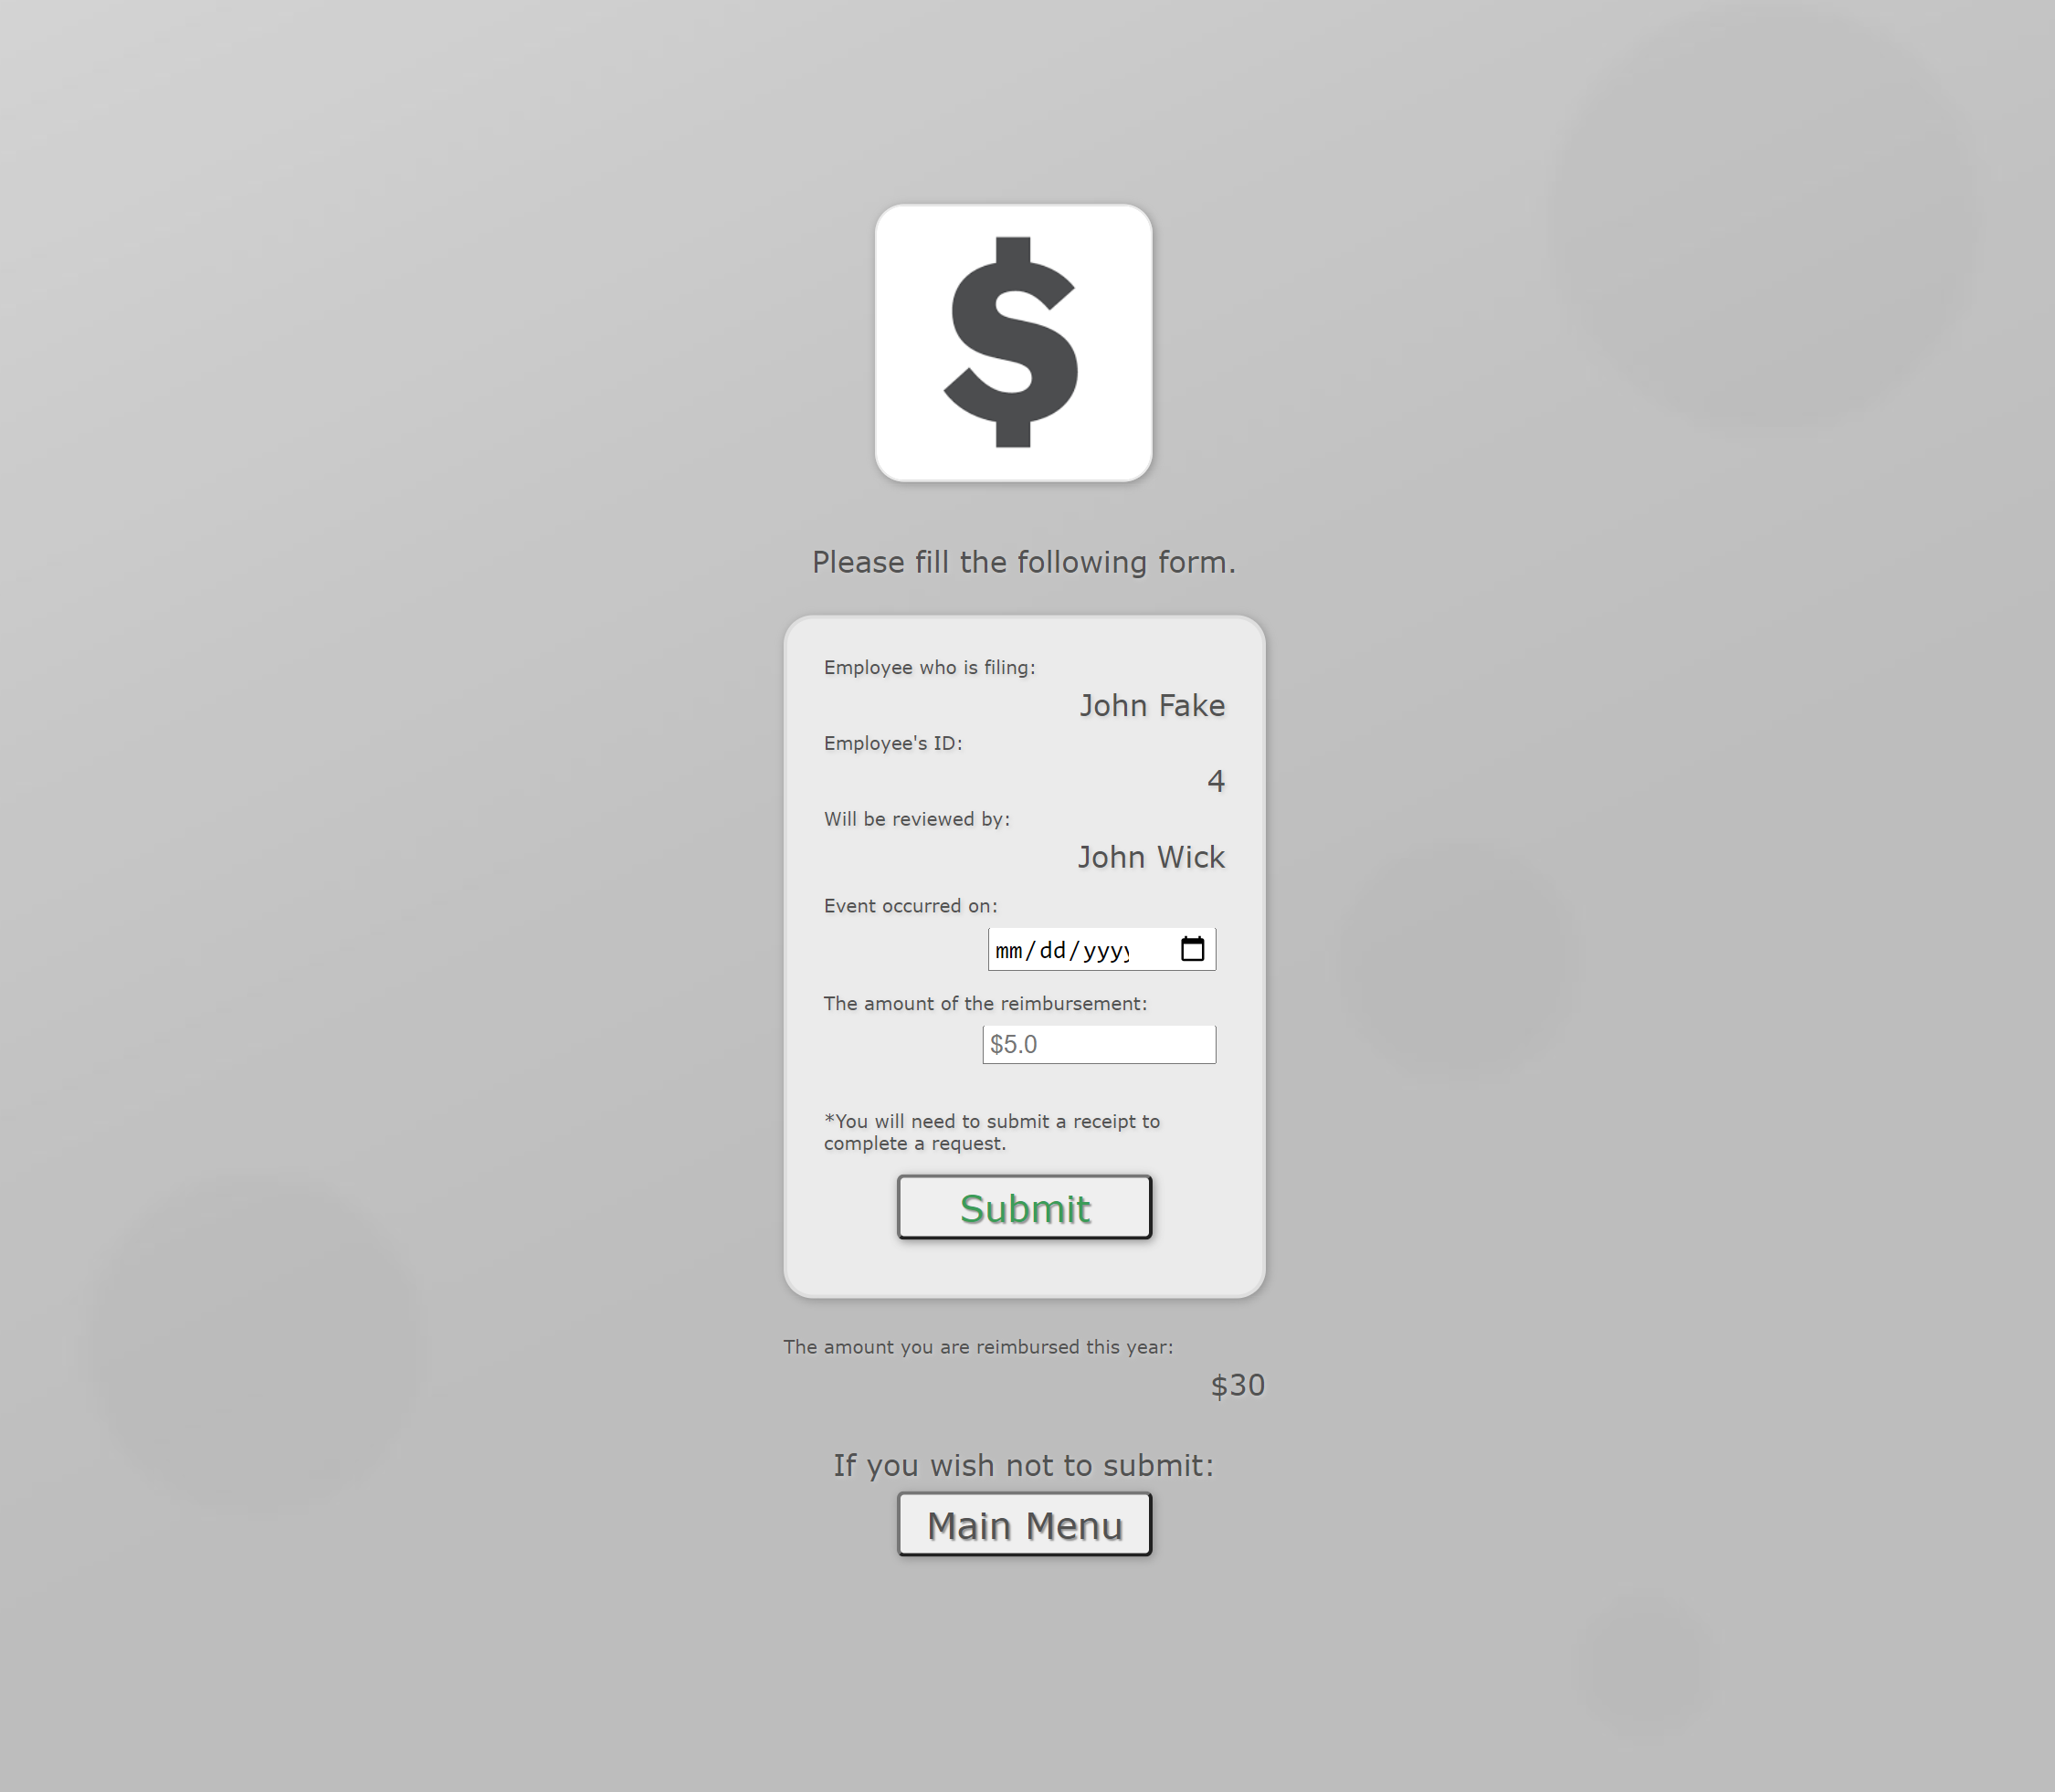 $
Please fill the following form.
Employee who is filing:
John Fake
Employee's ID:
4
Will be reviewed by:
John Wick
Event occurred on:
mm/dd/yyyy
The amount of the reimbursement:
$5.0
*You will need to submit a receipt to
complete a request.
Submit
The amount you are reimbursed this year:
$30
If you wish not to submit:
Main Menu